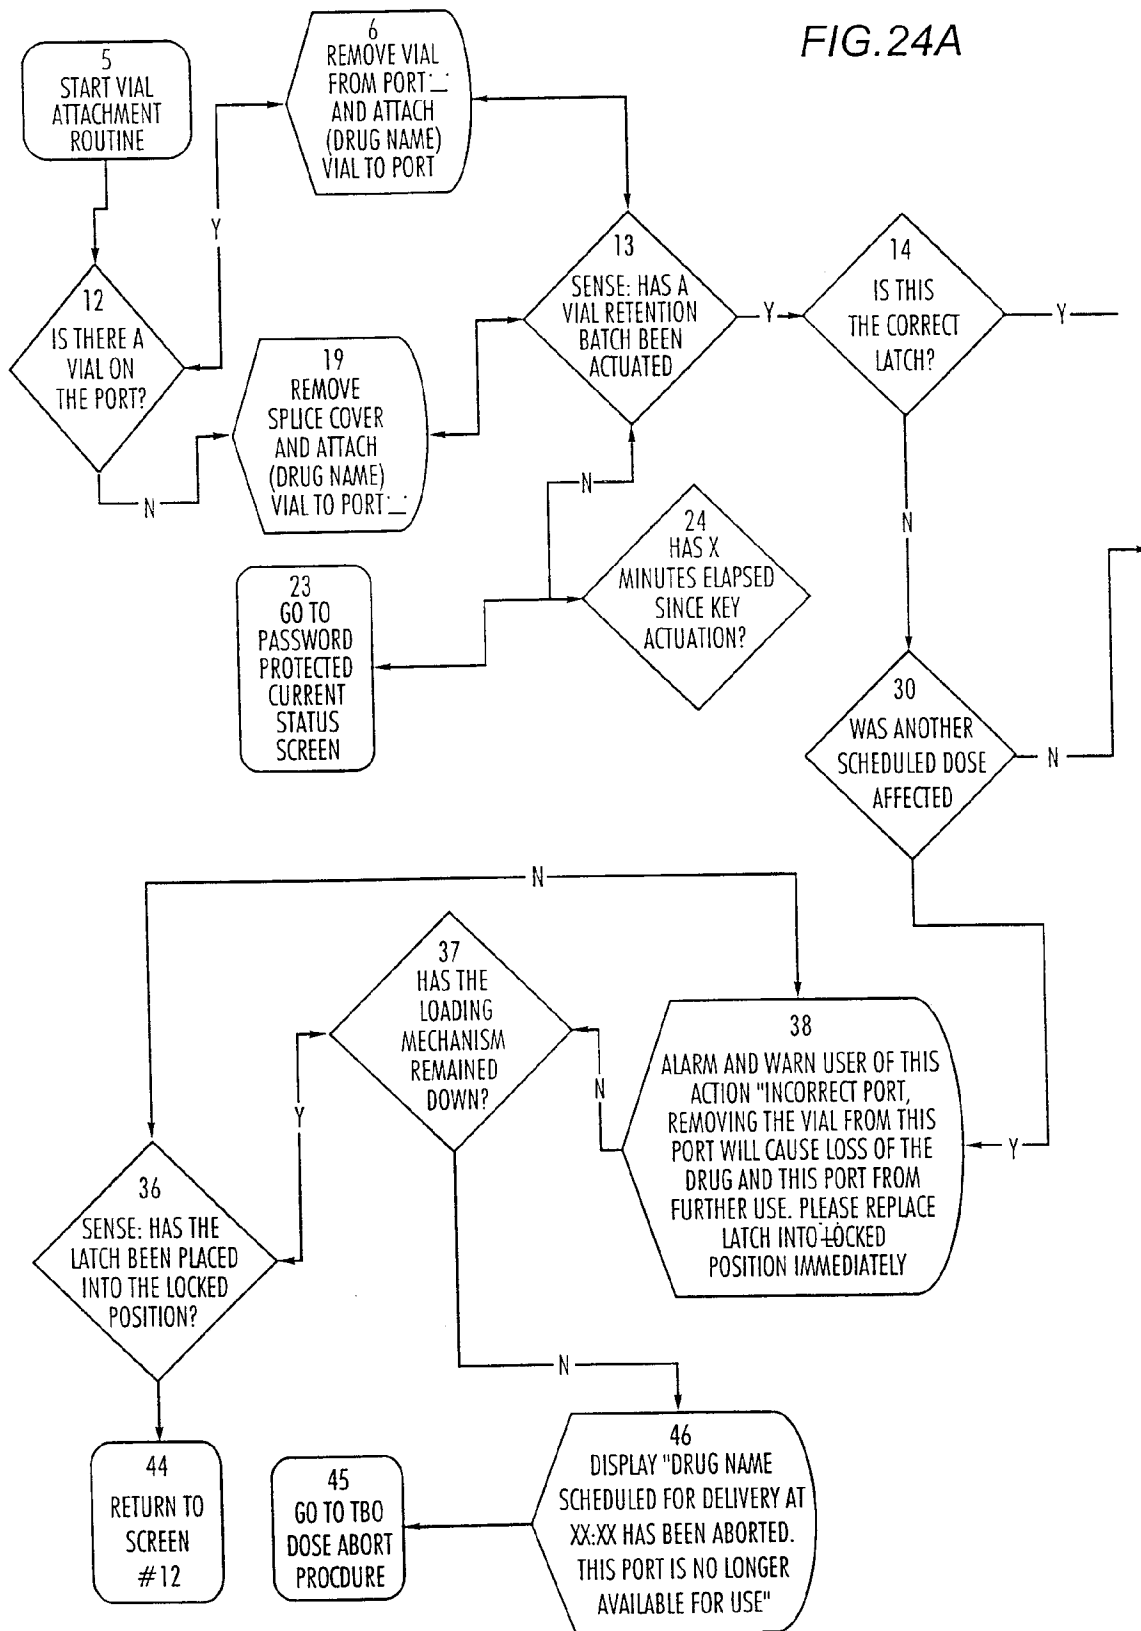 FIG.24A
5
START VIAL
ATTACHMENT
ROUTINE
6
REMOVE VIAL
FROM PORT _
AND ATTACH
(DRUG NAME)
VIAL TO PORT
Y
12
IS THERE A
VIAL ON
THE PORT?
N
19
REMOVE
SPLICE COVER
AND ATTACH
(DRUG NAME)
VIAL TO PORT _
13
SENSE: HAS A
VIAL RETENTION
BATCH BEEN
ACTUATED
Y
14
IS THIS
THE CORRECT
LATCH?
Y
N
N
24
HAS X
MINUTES ELAPSED
SINCE KEY
ACTUATION?
23
GO TO
PASSWORD
PROTECTED
CURRENT
STATUS
SCREEN
30
WAS ANOTHER
SCHEDULED DOSE
AFFECTED
N
Y
N
37
HAS THE
LOADING
MECHANISM
REMAINED
DOWN?
N
Y
38
ALARM AND WARN USER OF THIS
ACTION "INCORRECT PORT,
REMOVING THE VIAL FROM THIS
PORT WILL CAUSE LOSS OF THE
DRUG AND THIS PORT FROM
FURTHER USE. PLEASE REPLACE
LATCH INTO LOCKED
POSITION IMMEDIATELY
36
SENSE: HAS THE
LATCH BEEN PLACED
INTO THE LOCKED
POSITION?
N
44
RETURN TO
SCREEN
#12
45
GO TO TBO
DOSE ABORT
PROCDURE
46
DISPLAY "DRUG NAME
SCHEDULED FOR DELIVERY AT
XX:XX HAS BEEN ABORTED.
THIS PORT IS NO LONGER
AVAILABLE FOR USE"